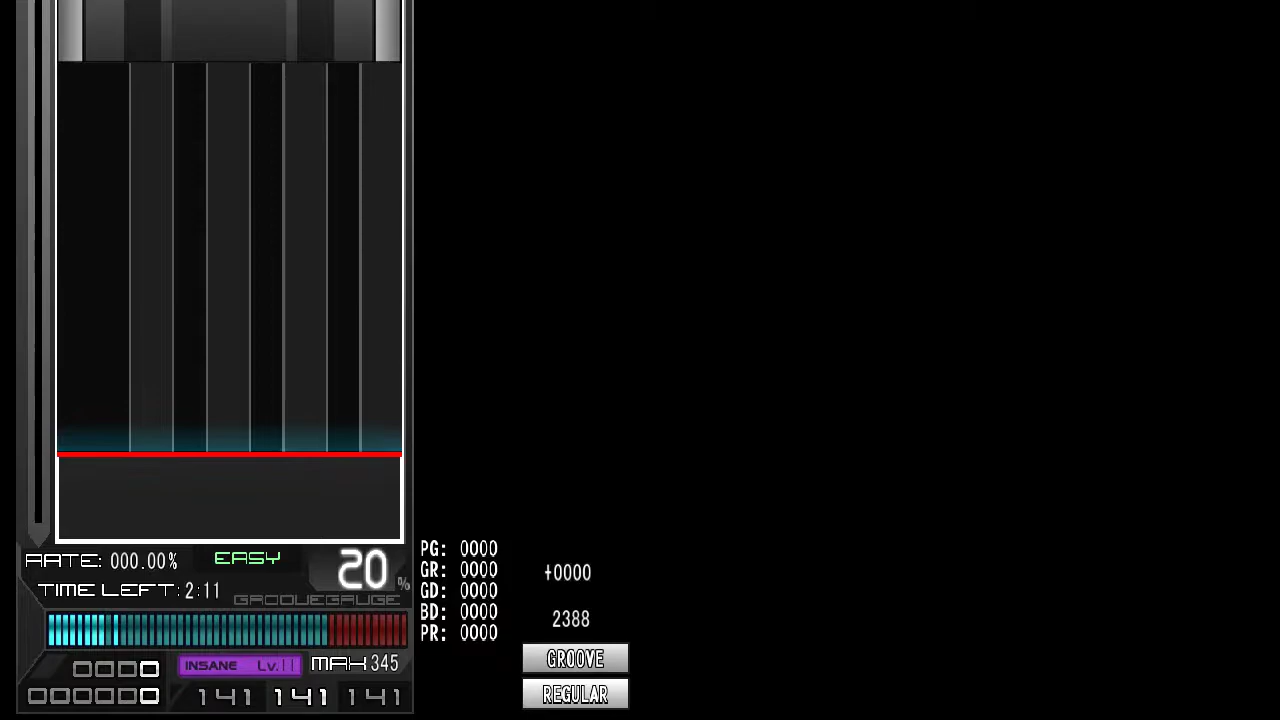 RATE: 000.00%
EASY
20 %
TIME LEFT: 2:11
GROOVEGAUGE
0000
INSANE Lv.11
MAX 345
000000
141 141 141
PG: 0000
GR: 0000
GD: 0000
BD: 0000
PR: 0000
+0000
2388
GROOVE
REGULAR